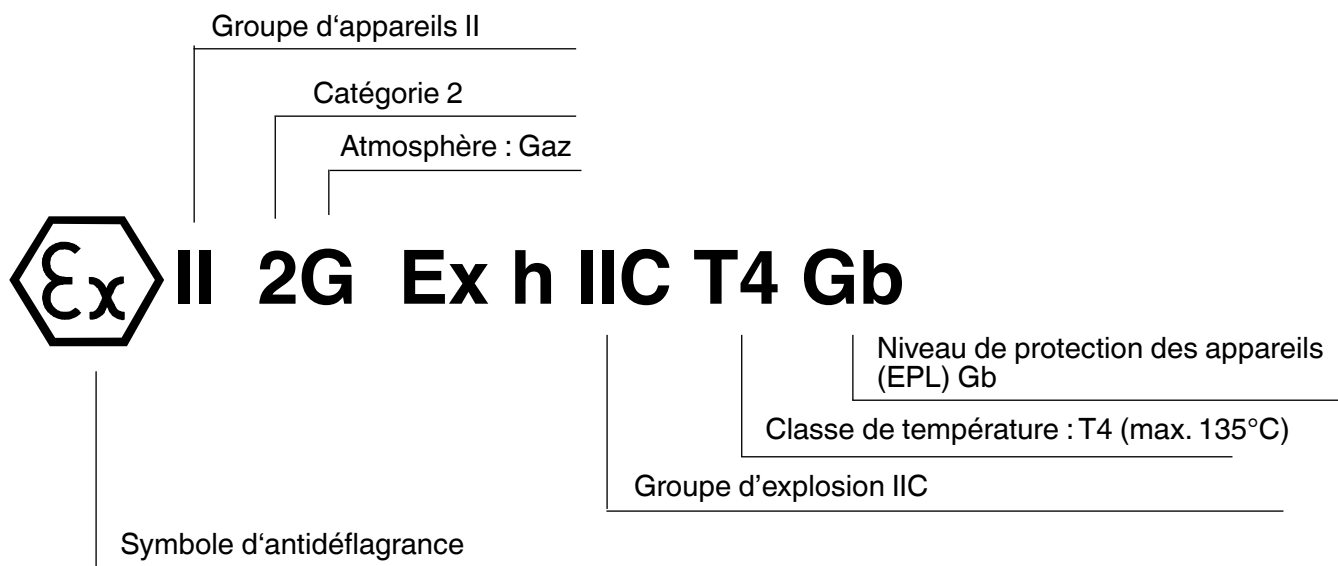 Groupe d‘appareils II
Catégorie 2
Atmosphère : Gaz
Ex II 2G Ex h IIC T4 Gb
Niveau de protection des appareils
(EPL) Gb
Classe de température : T4 (max. 135°C)
Groupe d’explosion IIC
Symbole d‘antidéflagrance